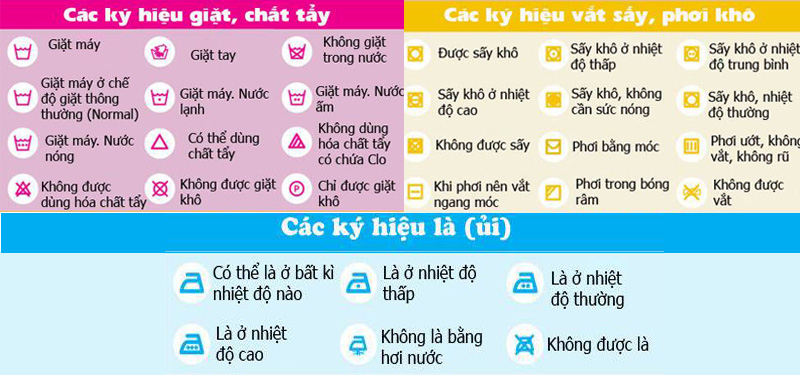 Các ký hiệu giặt, chất tẩy
Giặt máy
Giặt tay
Không giặt
trong nước
Giặt máy ở chế
độ giặt thông
thường (Normal)
Giặt máy. Nước
lạnh
Giặt máy. Nước
ấm
Giặt máy. Nước
nóng
Có thể dùng
chất tẩy
Không dùng
hóa chất tẩy
có chứa Clo
Không được
dùng hóa chất tẩy
Không được giặt
khô
P
Chỉ được giặt
khô
Các ký hiệu vắt sấy, phơi khô
Được sấy khô
Sấy khô ở nhiệt
độ thấp
Sấy khô ở nhiệt
độ trung bình
Sấy khô ở nhiệt
độ cao
Sấy khô, không
cần sức nóng
Sấy khô, nhiệt
độ thường
Không được sấy
Phơi bằng móc
Phơi ướt, không
vắt, không rũ
Khi phơi nên vắt
ngang móc
Phơi trong bóng
râm
Không được
vắt
Các ký hiệu là (ủi)
Có thể là ở bất kì
nhiệt độ nào
Là ở nhiệt độ
thấp
Là ở nhiệt
độ thường
Là ở nhiệt
độ cao
Không là bằng
hơi nước
Không được là